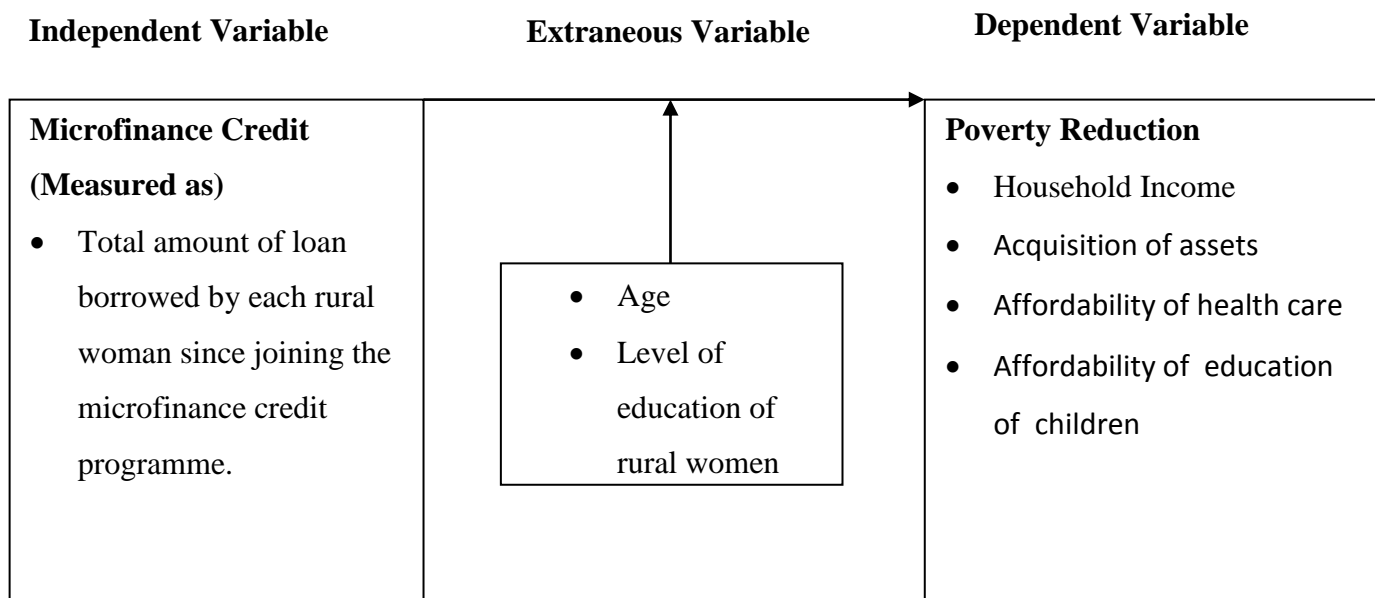 Independent Variable
Extraneous Variable
Dependent Variable
Microfinance Credit
(Measured as)
• Total amount of loan
borrowed by each rural
woman since joining the
microfinance credit
programme.
• Age
• Level of
education of
rural women
Poverty Reduction
• Household Income
• Acquisition of assets
• Affordability of health care
• Affordability of education
of children